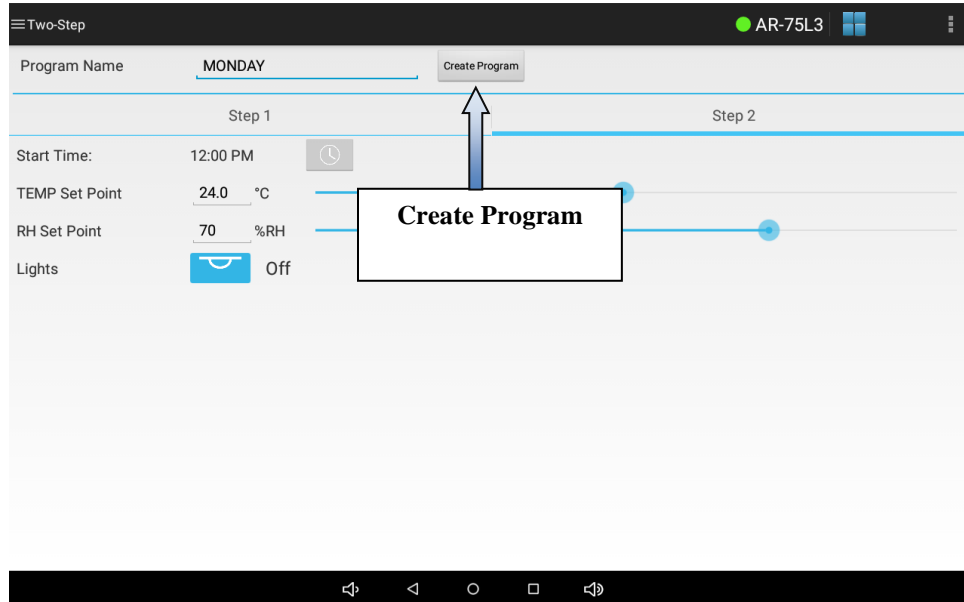 Two-Step AR-75L3
Program Name MONDAY Create Program
Step 1 Step 2
Start Time: 12:00 PM
TEMP Set Point 24.0 °C
Create Program
RH Set Point 70 %RH
Lights Off